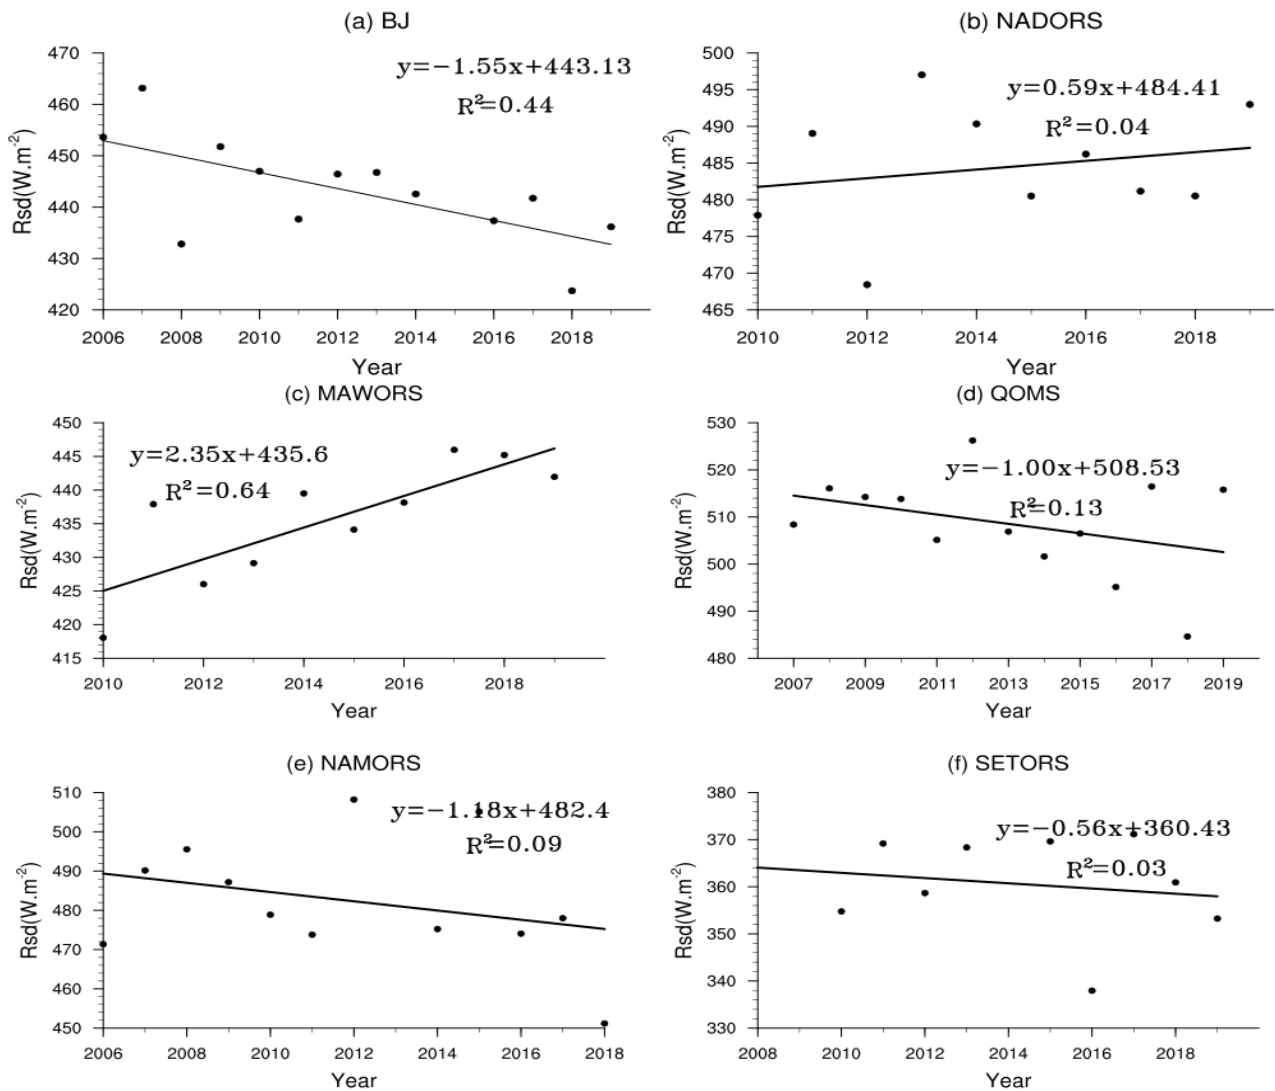 (a) BJ
y=−1.55x+443.13
R²=0.44
Rsd(W.m⁻²)
470
460
450
440
430
420
2006 2008 2010 2012 2014 2016 2018
Year
(b) NADORS
y=0.59x+484.41
R²=0.04
Rsd(W.m⁻²)
500
495
490
485
480
475
470
465
2010 2012 2014 2016 2018
Year
(c) MAWORS
y=2.35x+435.6
R²=0.64
Rsd(W.m⁻²)
450
445
440
435
430
425
420
415
2010 2012 2014 2016 2018
Year
(d) QOMS
y=−1.00x+508.53
R²=0.13
Rsd(W.m⁻²)
530
520
510
500
490
480
2007 2009 2011 2013 2015 2017 2019
Year
(e) NAMORS
y=−1.18x+482.4
R²=0.09
Rsd(W.m⁻²)
510
500
490
480
470
460
450
2006 2008 2010 2012 2014 2016 2018
Year
(f) SETORS
y=−0.56x+360.43
R²=0.03
Rsd(W.m⁻²)
380
370
360
350
340
330
2008 2010 2012 2014 2016 2018
Year